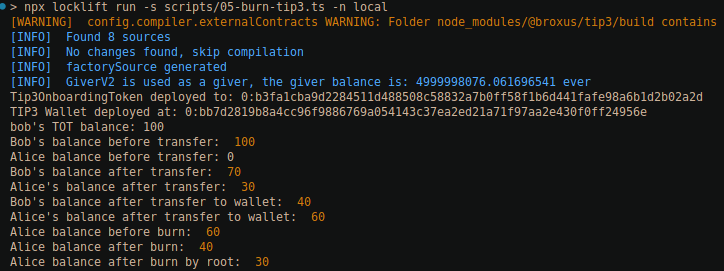 > npx locklift run -s scripts/05-burn-tip3.ts -n local
[WARNING]  config.compiler.externalContracts WARNING: Folder node_modules/@broxus/tip3/build contains
[INFO]  Found 8 sources
[INFO]  No changes found, skip compilation
[INFO]  factorySource generated
[INFO]  GiverV2 is used as a giver, the giver balance is: 4999998076.061696541 ever
Tip3OnboardingToken deployed to: 0:b3fa1cba9d2284511d488508c58832a7b0ff58f1b6d441fafe98a6b1d2b02a2d
TIP3 Wallet deployed at: 0:bb7d2819b8a4cc96f9886769a054143c37ea2ed21a71f97aa2e430f0ff24956e
bob's TOT balance: 100
Bob's balance before transfer:  100
Alice balance before transfer: 0
Bob's balance after transfer:  70
Alice's balance after transfer:  30
Bob's balance after transfer to wallet:  40
Alice's balance after transfer to wallet:  60
Alice balance before burn:  60
Alice balance after burn:  40
Alice balance after burn by root:  30